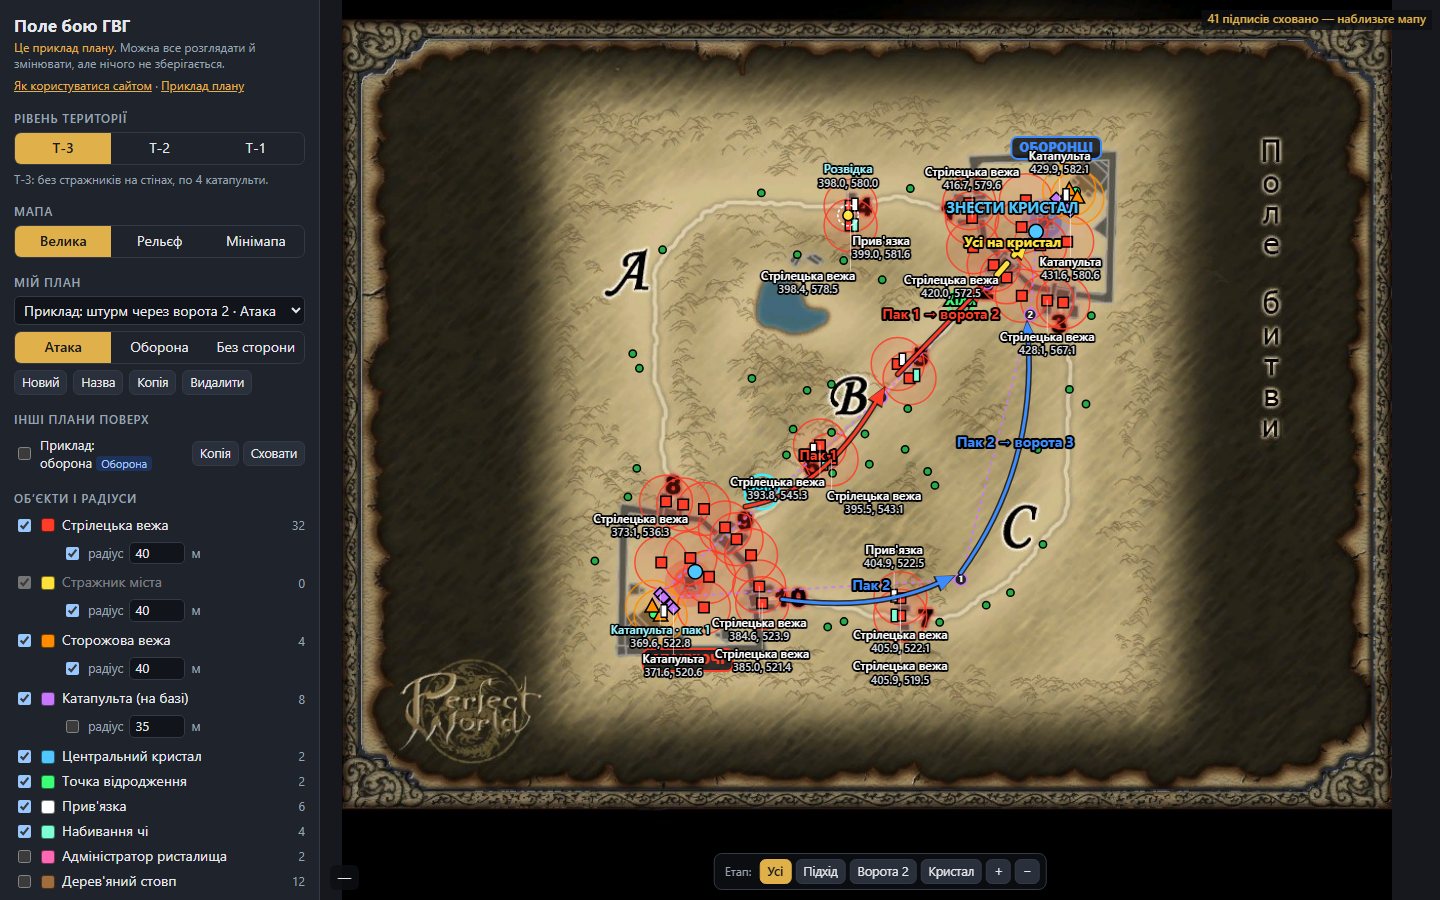 Поле бою ГВГ
Це приклад плану. Можна все розглядати й
змінювати, але нічого не зберігається.
Як користуватися сайтом · Приклад плану
РІВЕНЬ ТЕРИТОРІЇ
Т-3 Т-2 Т-1
Т-3: без стражників на стінах, по 4 катапульти.
МАПА
Велика Рельєф Мінімапа
МІЙ ПЛАН
Приклад: штурм через ворота 2 · Атака
Атака Оборона Без сторони
Новий Назва Копія Видалити
ІНШІ ПЛАНИ ПОВЕРХ
Приклад:
оборона Оборона Копія Сховати
ОБ'ЄКТИ І РАДІУСИ
Стрілецька вежа 32
радіус 40 м
Стражник міста 0
радіус 40 м
Сторожова вежа 4
радіус 40 м
Катапульта (на базі) 8
радіус 35 м
Центральний кристал 2
Точка відродження 2
Прив'язка 6
Набивання чі 4
Адміністратор ристалища 2
Дерев'яний стовп 12
41 підписів сховано — наблизьте мапу
Поле битви
ОБОРОНЦІ
Катапульта
429.9, 582.1
Розвідка
398.0, 580.0
Стрілецька вежа
416.7, 579.6
4
ЗНЕСТИ КРИСТАЛ
Усі на кристал
Прив'язка
399.0, 581.6
Катапульта
431.6, 580.6
Стрілецька вежа
398.4, 578.5
Стрілецька вежа
420.0, 572.5
A
Пак 1 → ворота 2
2
3
Стрілецька вежа
428.1, 567.1
5
B
Пак 2 → ворота 3
Пак 1
Стрілецька вежа
393.8, 545.3
Стрілецька вежа
395.5, 543.1
8
9
Стрілецька вежа
373.1, 536.3
C
Прив'язка
404.9, 522.5
Пак 2
1
10
7
Катапульта · пак 1
369.6, 522.8
Стрілецька вежа
384.6, 523.9
Стрілецька вежа
405.9, 522.1
Катапульта
371.6, 520.6
Стрілецька вежа
385.0, 521.4
Стрілецька вежа
405.9, 519.5
Perfect
World
Етап: Усі Підхід Ворота 2 Кристал + −